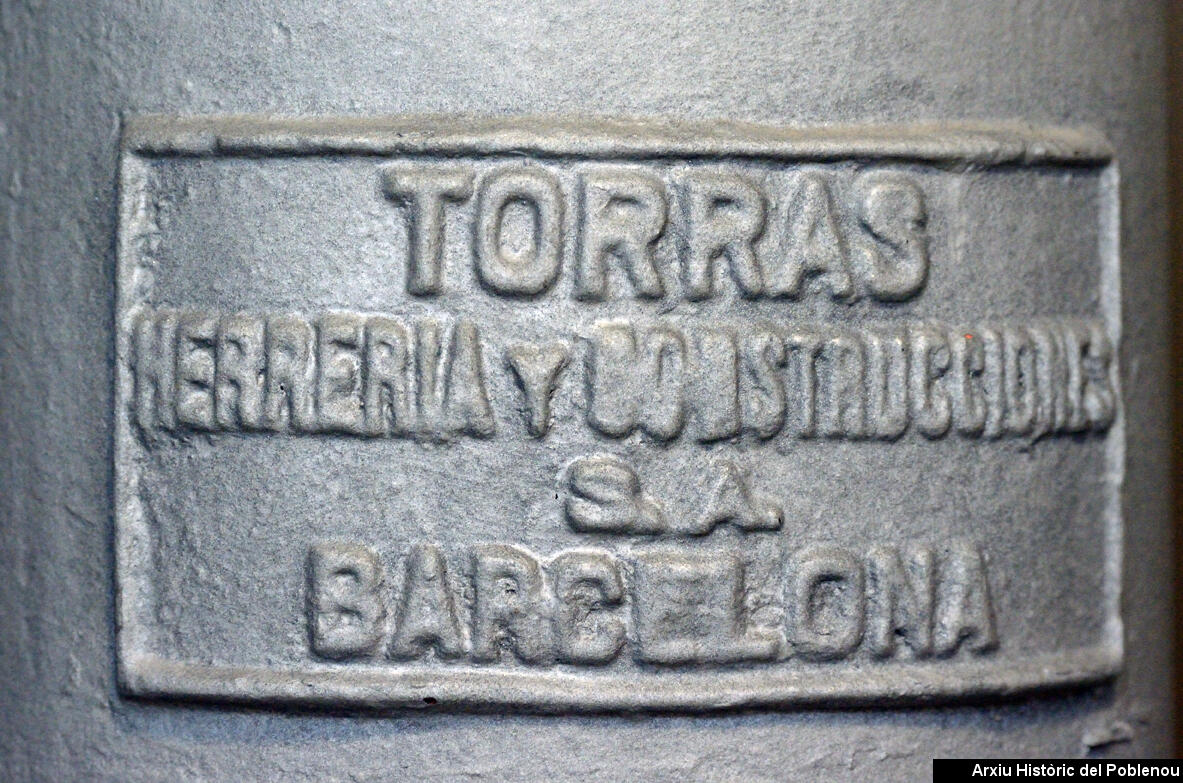 TORRAS
HERRERIA Y CONSTRUCCIONES
S. A.
BARCELONA
Arxiu Històric del Poblenou